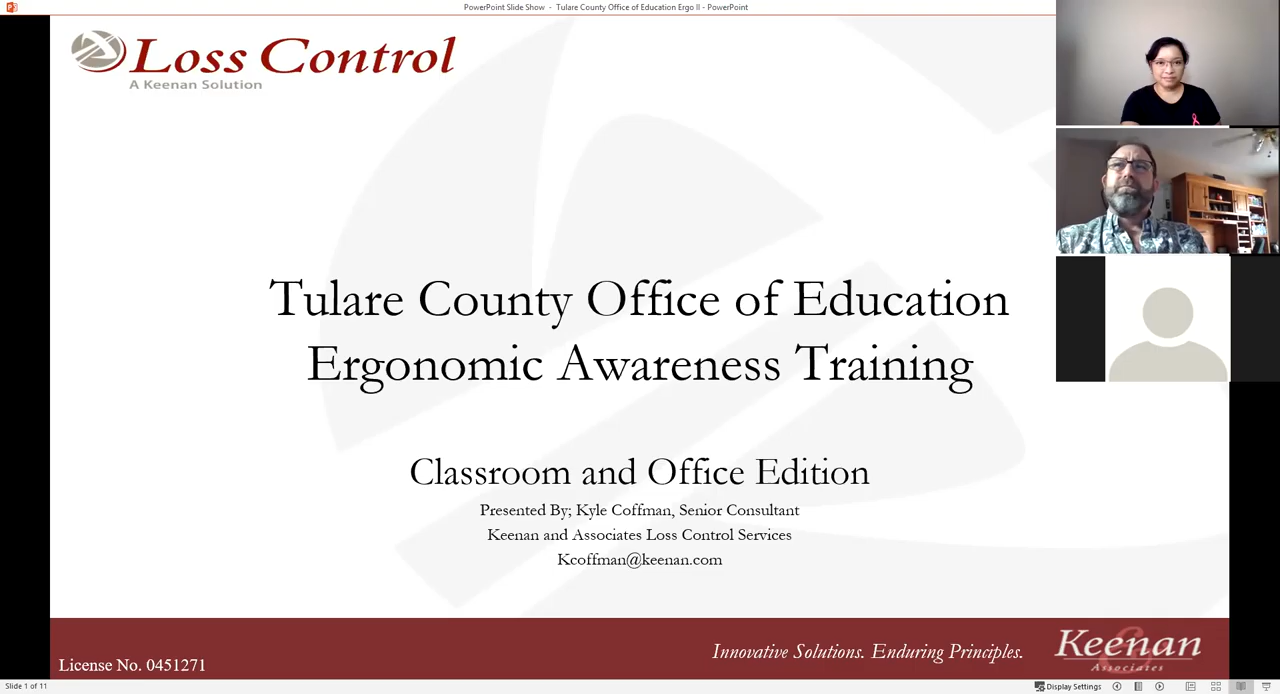 PowerPoint Slide Show - Tulare County Office of Education Ergo II - PowerPoint
Loss Control
A Keenan Solution
Tulare County Office of Education
Ergonomic Awareness Training
Classroom and Office Edition
Presented By; Kyle Coffman, Senior Consultant
Keenan and Associates Loss Control Services
Kcoffman@keenan.com
License No. 0451271
Innovative Solutions. Enduring Principles.
Keenan
& Associates
Slide 1 of 11
Display Settings